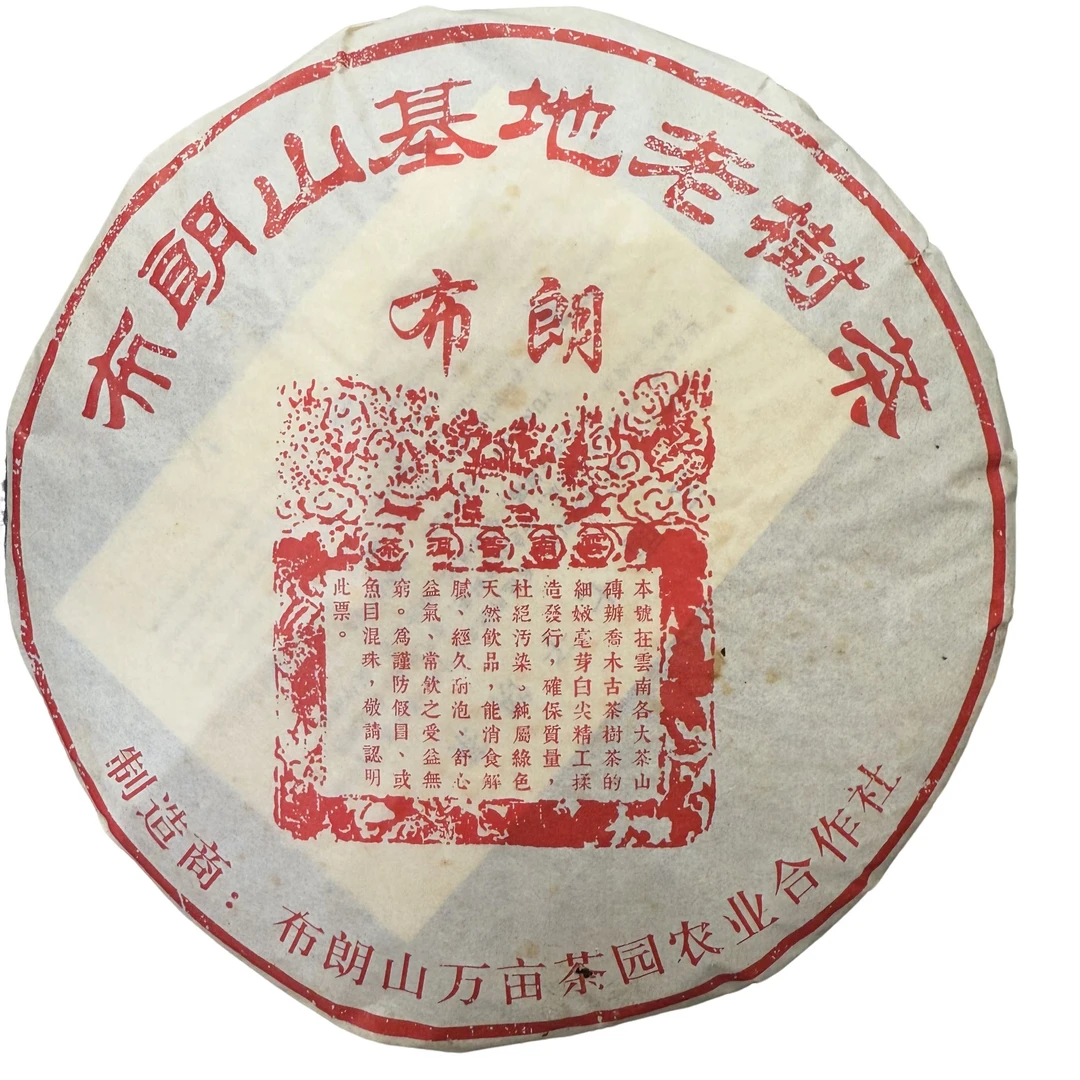 布朗山基地老樹茶
布朗
本號在雲南各大茶山
磚辦喬木古茶樹茶的
細嫩毫芽白尖精工揉
造發行，確保質量，
杜絕污染。純屬綠色
天然飲品，能消食解
膩、經久耐泡、舒心
益氣、常飲之受益無
窮。為謹防假冒、或
魚目混珠，敬請認明
此票。
制造商：布朗山万亩茶园农业合作社